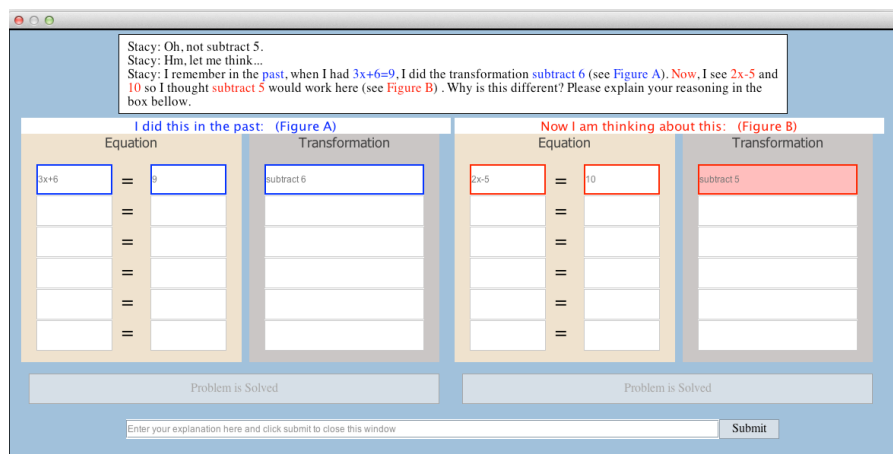 Stacy: Oh, not subtract 5.
Stacy: Hm, let me think...
Stacy: I remember in the past, when I had 3x+6=9, I did the transformation subtract 6 (see Figure A). Now, I see 2x-5 and
10 so I thought subtract 5 would work here (see Figure B) . Why is this different? Please explain your reasoning in the
box bellow.
I did this in the past: (Figure A)
Equation Transformation
3x+6 = 9 subtract 6
=
=
=
=
=
Problem is Solved
Now I am thinking about this: (Figure B)
Equation Transformation
2x-5 = 10 subtract 5
=
=
=
=
=
Problem is Solved
Enter your explanation here and click submit to close this window
Submit